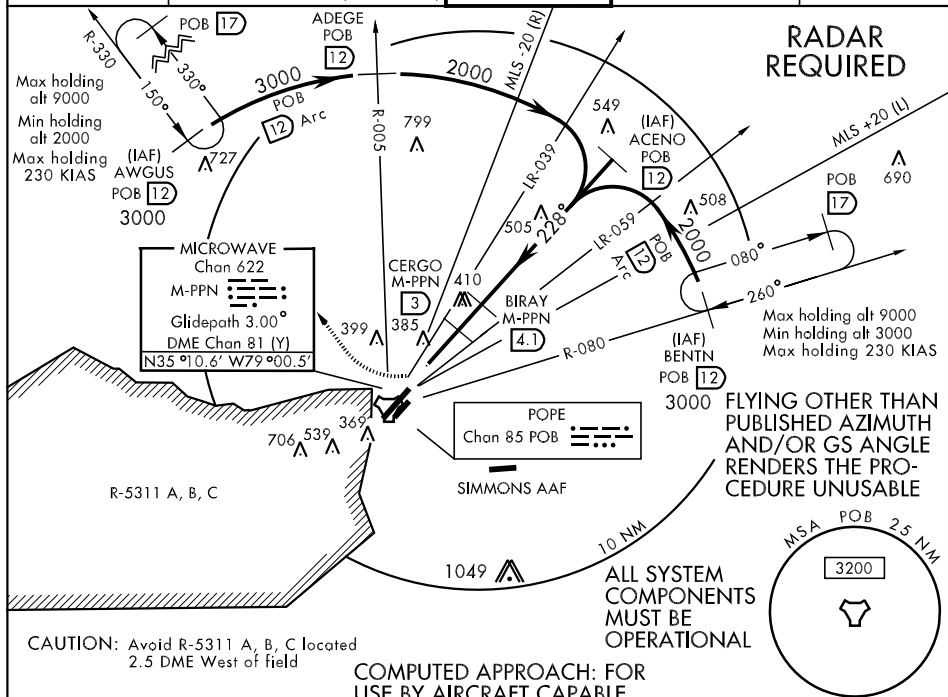 POB 17
R-330
330°
150°
Max holding
alt 9000
Min holding
alt 2000
Max holding
230 KIAS
(IAF)
AWGUS
POB 12
3000
727
3000
POB
12 Arc
ADEGE
POB
12
R-005
799
2000
MLS -20 (R)
LR-039
549
(IAF)
ACENO
POB
12
RADAR
REQUIRED
MLS +20 (L)
690
POB
17
508
505
228°
LR-059
12 POB
Arc
2000
080°
260°
Max holding alt 9000
Min holding alt 3000
Max holding 230 KIAS
MICROWAVE
Chan 622
M-PPN
Glidepath 3.00°
DME Chan 81 (Y)
N35°10.6' W79°00.5'
CERGO
M-PPN
3
410
399
385
BIRAY
M-PPN
4.1
R-080
(IAF)
BENTN
POB 12
3000
FLYING OTHER THAN
PUBLISHED AZIMUTH
AND/OR GS ANGLE
RENDERS THE PRO-
CEDURE UNUSABLE
POPE
Chan 85 POB
SIMMONS AAF
369
706
539
R-5311 A, B, C
1049
10 NM
ALL SYSTEM
COMPONENTS
MUST BE
OPERATIONAL
MSA POB 25 NM
3200
CAUTION: Avoid R-5311 A, B, C located
2.5 DME West of field
COMPUTED APPROACH: FOR
USE BY AIRCRAFT CAPABLE